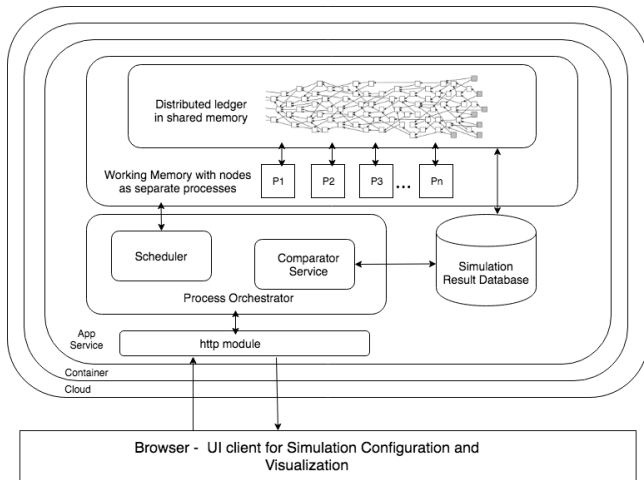 Distributed ledger
in shared memory
Working Memory with nodes
as separate processes
P1
P2
P3
...
Pn
Scheduler
Comparator
Service
Process Orchestrator
Simulation
Result Database
App
Service
http module
Container
Cloud
Browser - UI client for Simulation Configuration and
Visualization